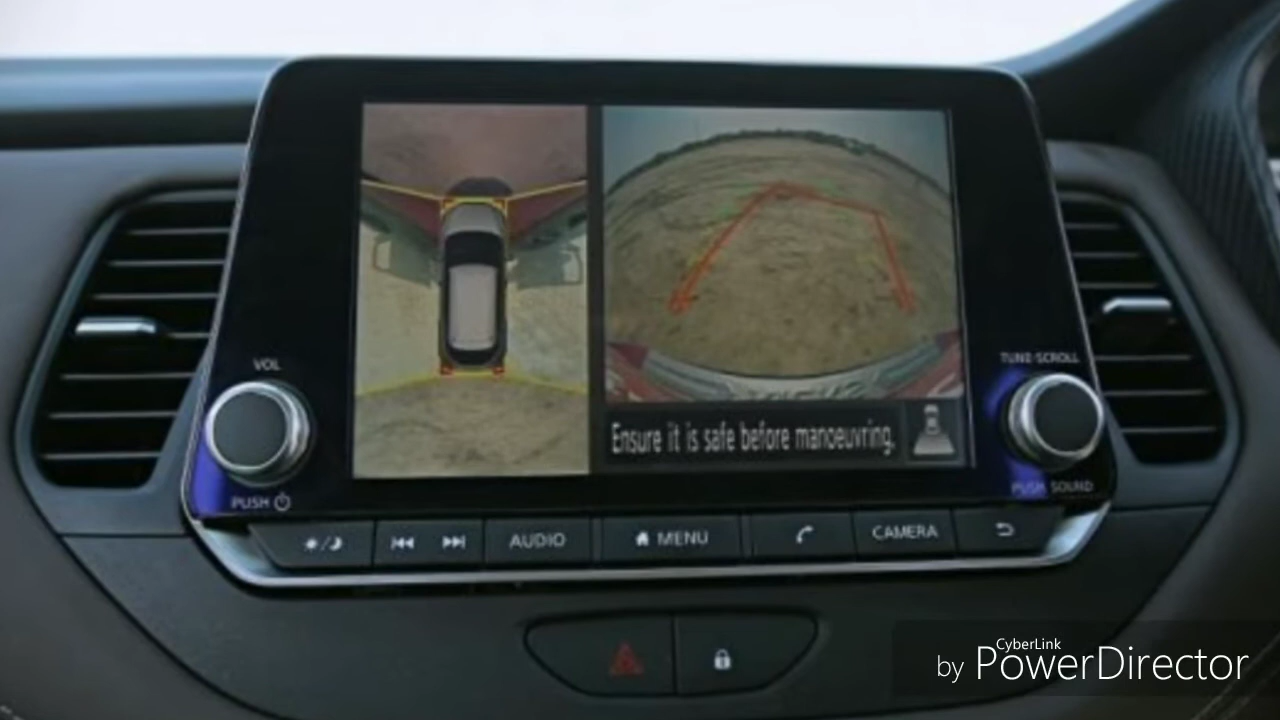 VOL
TUNE·SCROLL
Ensure it is safe before manoeuvring.
PUSH
PUSH SOUND
AUDIO
MENU
CAMERA
CyberLink
by PowerDirector